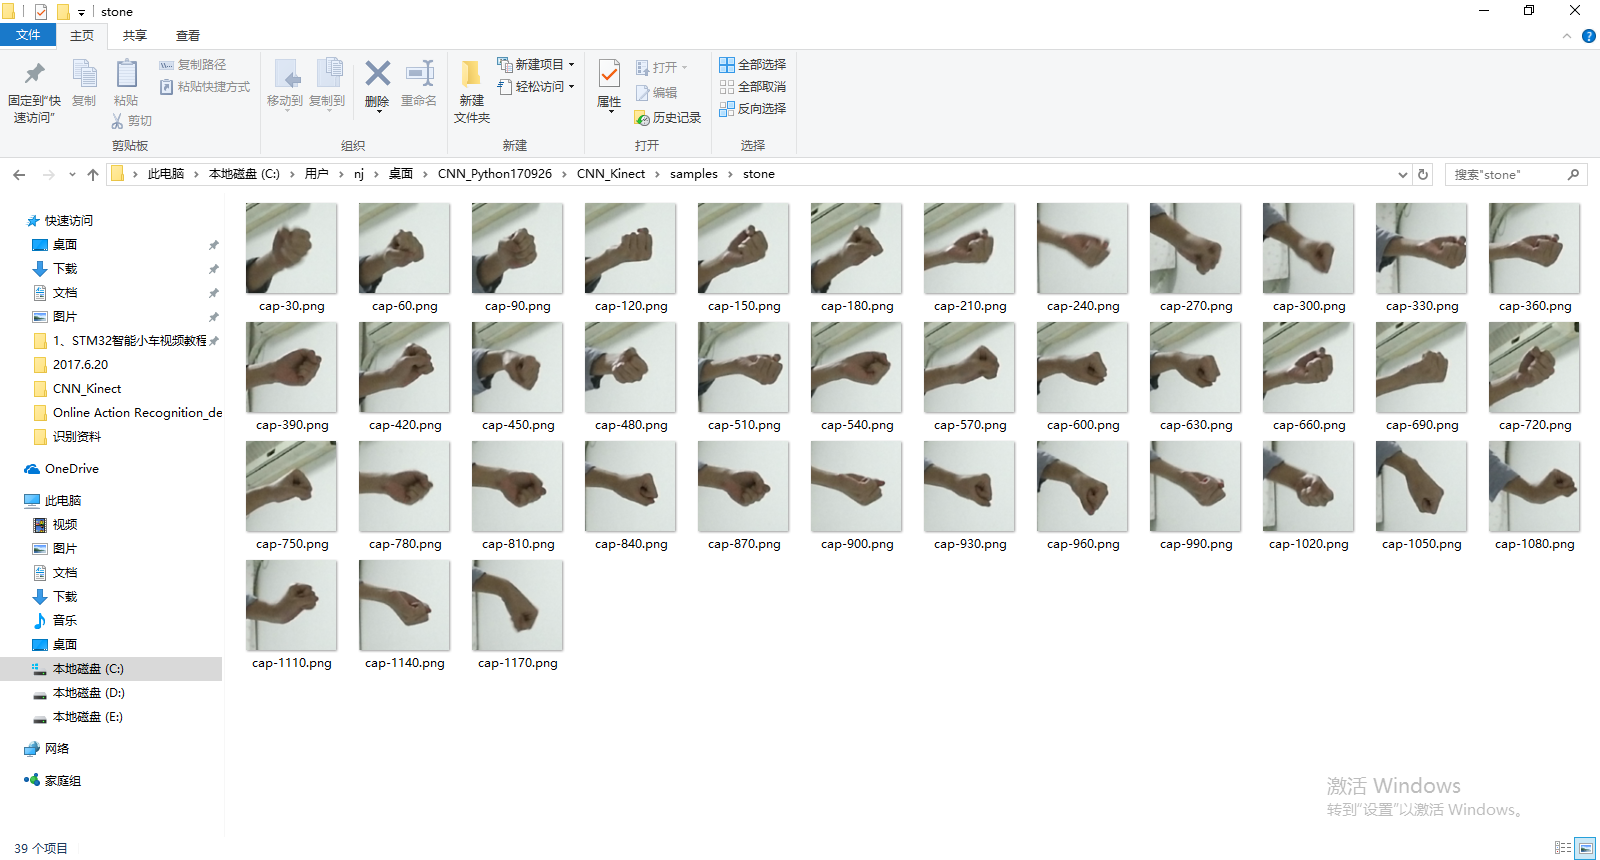 stone
文件 主页 共享 查看
固定到"快速访问"
复制
粘贴
复制路径
粘贴快捷方式
剪切
剪贴板
移动到
复制到
删除
重命名
组织
新建文件夹
新建项目
轻松访问
新建
属性
打开
编辑
历史记录
打开
全部选择
全部取消
反向选择
选择
此电脑 › 本地磁盘 (C:) › 用户 › nj › 桌面 › CNN_Python170926 › CNN_Kinect › samples › stone
搜索"stone"
快速访问
桌面
下载
文档
图片
1、STM32智能小车视频教程
2017.6.20
CNN_Kinect
Online Action Recognition_de
识别资料
OneDrive
此电脑
视频
图片
文档
下载
音乐
桌面
本地磁盘 (C:)
本地磁盘 (D:)
本地磁盘 (E:)
网络
家庭组
cap-30.png cap-60.png cap-90.png cap-120.png cap-150.png cap-180.png cap-210.png cap-240.png cap-270.png cap-300.png cap-330.png cap-360.png
cap-390.png cap-420.png cap-450.png cap-480.png cap-510.png cap-540.png cap-570.png cap-600.png cap-630.png cap-660.png cap-690.png cap-720.png
cap-750.png cap-780.png cap-810.png cap-840.png cap-870.png cap-900.png cap-930.png cap-960.png cap-990.png cap-1020.png cap-1050.png cap-1080.png
cap-1110.png cap-1140.png cap-1170.png
激活 Windows
转到"设置"以激活 Windows。
39 个项目